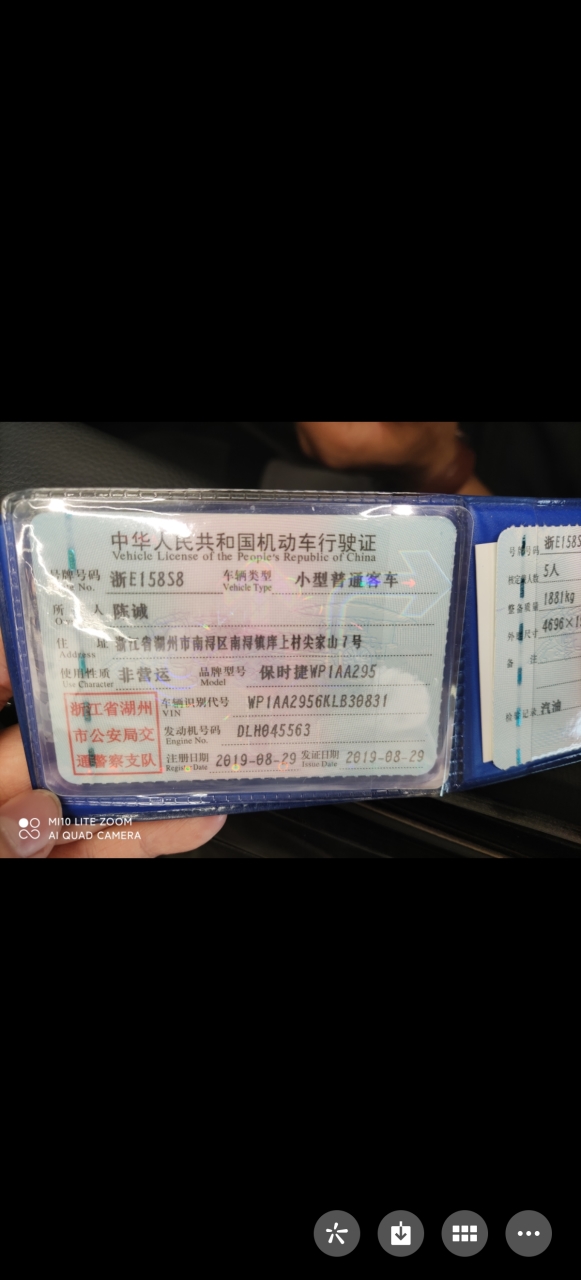 中华人民共和国机动车行驶证
Vehicle License of the People's Republic of China
号牌号码 浙E158S8 车辆类型 小型普通客车
No. Vehicle Type
所 人 陈诚
住 址 浙江省湖州市南浔区南浔镇庠上村尖家山7号
Address
使用性质 非营运 品牌型号 保时捷WP1AA295
Use Character Model
浙江省湖州
市公安局交
通警察支队
车辆识别代号 WP1AA2956KLB30831
VIN
发动机号码 DLH045563
Engine No.
注册日期 2019-08-29 发证日期 2019-08-29
Register Date Issue Date
号牌号码 浙E158S
核定人数 5人
整备质量 1881kg
外廓尺寸 4696×1
备 注
检验记录 汽油
MI10 LITE ZOOM
AI QUAD CAMERA